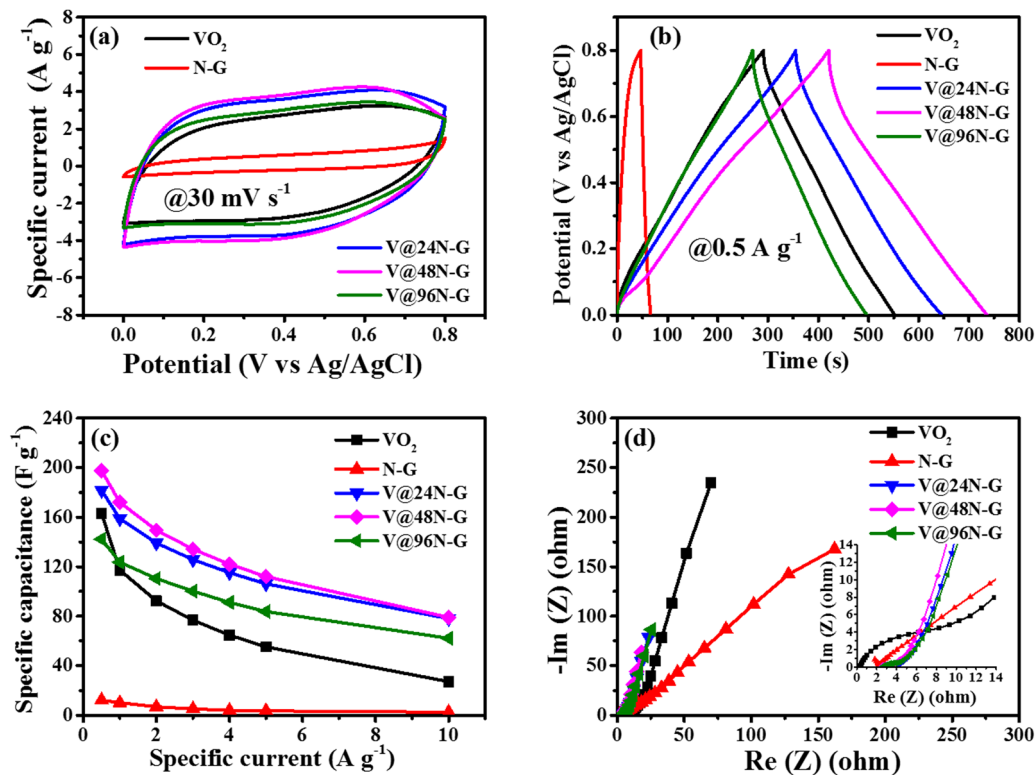 (a)
VO₂
N-G
@30 mV s⁻¹
V@24N-G
V@48N-G
V@96N-G
8
6
4
2
0
-2
-4
-6
-8
0.0 0.2 0.4 0.6 0.8
Specific current (A g⁻¹)
Potential (V vs Ag/AgCl)
(b)
VO₂
N-G
V@24N-G
V@48N-G
V@96N-G
@0.5 A g⁻¹
0.8
0.6
0.4
0.2
0.0
0 100 200 300 400 500 600 700 800
Potential (V vs Ag/AgCl)
Time (s)
(c)
VO₂
N-G
V@24N-G
V@48N-G
V@96N-G
240
200
160
120
80
40
0
0 2 4 6 8 10
Specific capacitance (F g⁻¹)
Specific current (A g⁻¹)
(d)
VO₂
N-G
V@24N-G
V@48N-G
V@96N-G
300
250
200
150
100
50
0
0 50 100 150 200 250 300
-Im (Z) (ohm)
Re (Z) (ohm)
14
12
10
8
6
4
2
0
0 2 4 6 8 10 12 14
-Im (Z) (ohm)
Re (Z) (ohm)